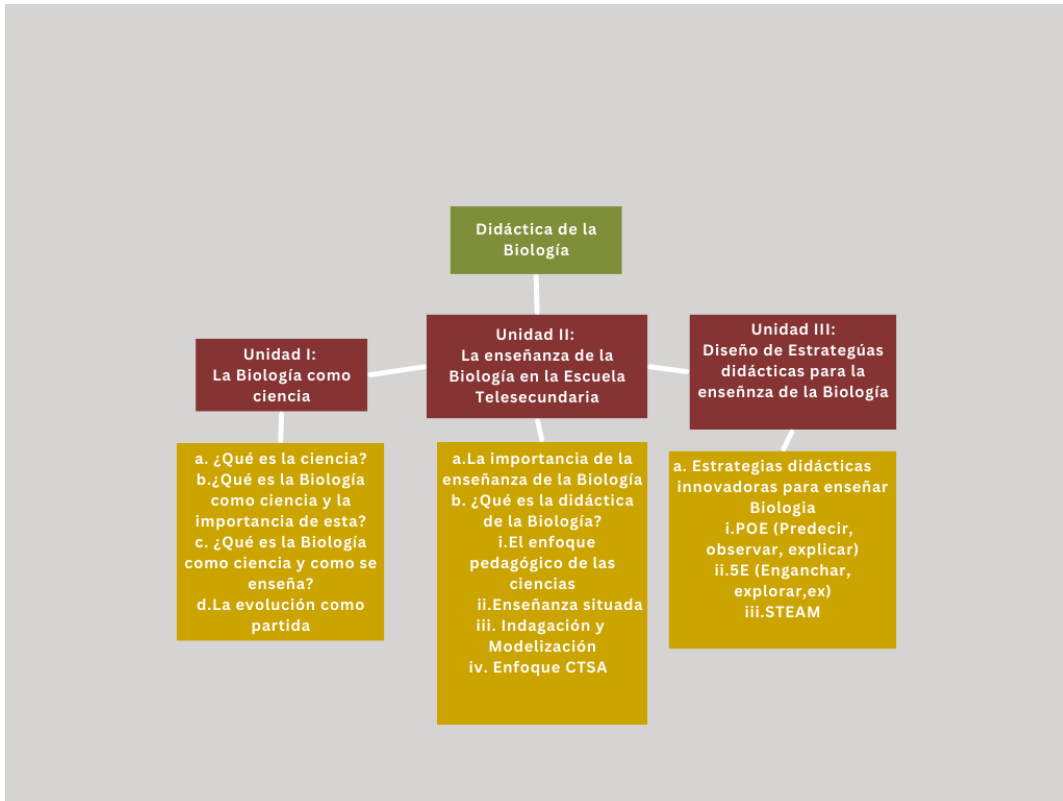 Didáctica de la
Biología
Unidad I:
La Biología como
ciencia
Unidad II:
La enseñanza de la
Biología en la Escuela
Telesecundaria
Unidad III:
Diseño de Estrategúas
didácticas para la
enseñnza de la Biología
a. ¿Qué es la ciencia?
b.¿Qué es la Biología
como ciencia y la
importancia de esta?
c. ¿Qué es la Biología
como ciencia y como se
enseña?
d.La evolución como
partida
a.La importancia de la
enseñanza de la Biología
b. ¿Qué es la didáctica
de la Biología?
i.El enfoque
pedagógico de las
ciencias
ii.Enseñanza situada
iii. Indagación y
Modelización
iv. Enfoque CTSA
a. Estrategias didácticas
innovadoras para enseñar
Biologia
i.POE (Predecir,
observar, explicar)
ii.5E (Enganchar,
explorar,ex)
iii.STEAM